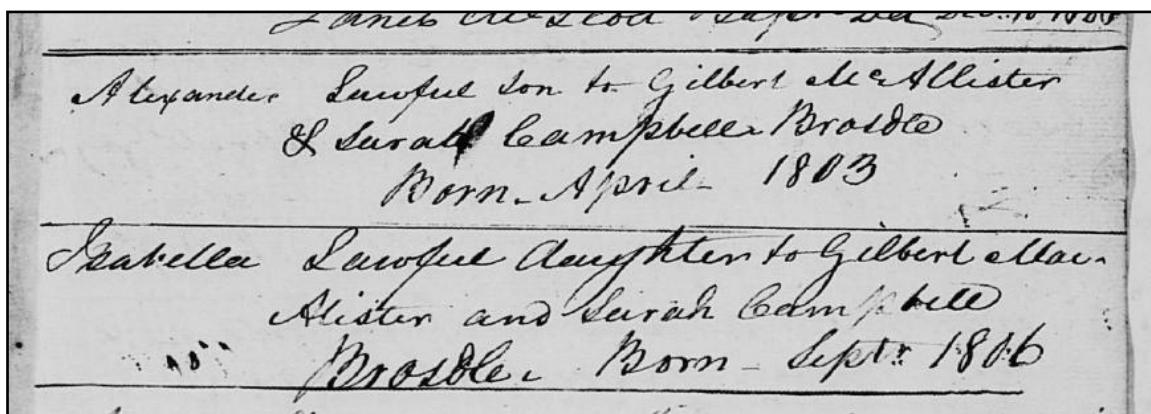 Alexander Lawful Son to Gilbert McAllister
& Sarah Campbell Brosdle
Born April 1803
Isabella Lawful daughter to Gilbert Mac-
Alister and Sarah Campbell
Brosdle. Born Septr. 1806